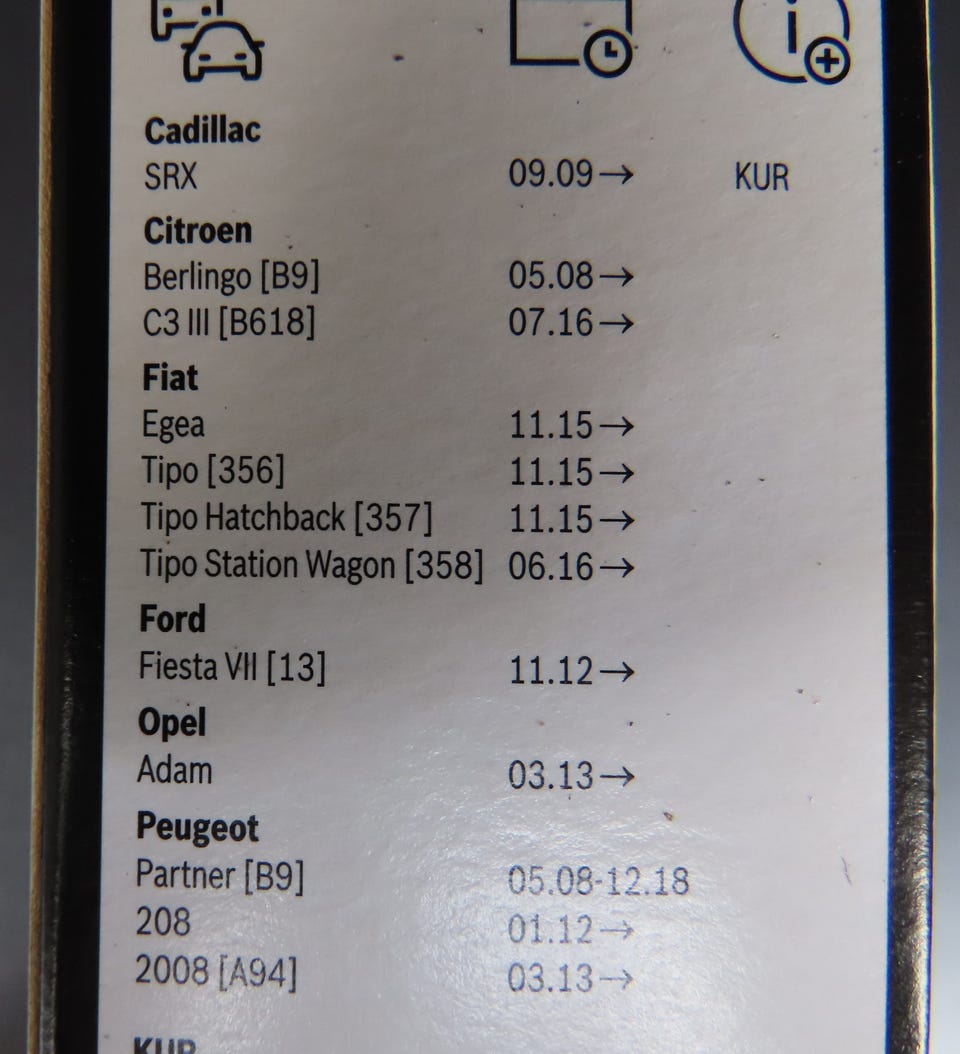 Cadillac
SRX 09.09→ KUR
Citroen
Berlingo [B9] 05.08→
C3 III [B618] 07.16→
Fiat
Egea 11.15→
Tipo [356] 11.15→
Tipo Hatchback [357] 11.15→
Tipo Station Wagon [358] 06.16→
Ford
Fiesta VII [13] 11.12→
Opel
Adam 03.13→
Peugeot
Partner [B9] 05.08-12.18
208 01.12→
2008 [A94] 03.13→
KUR